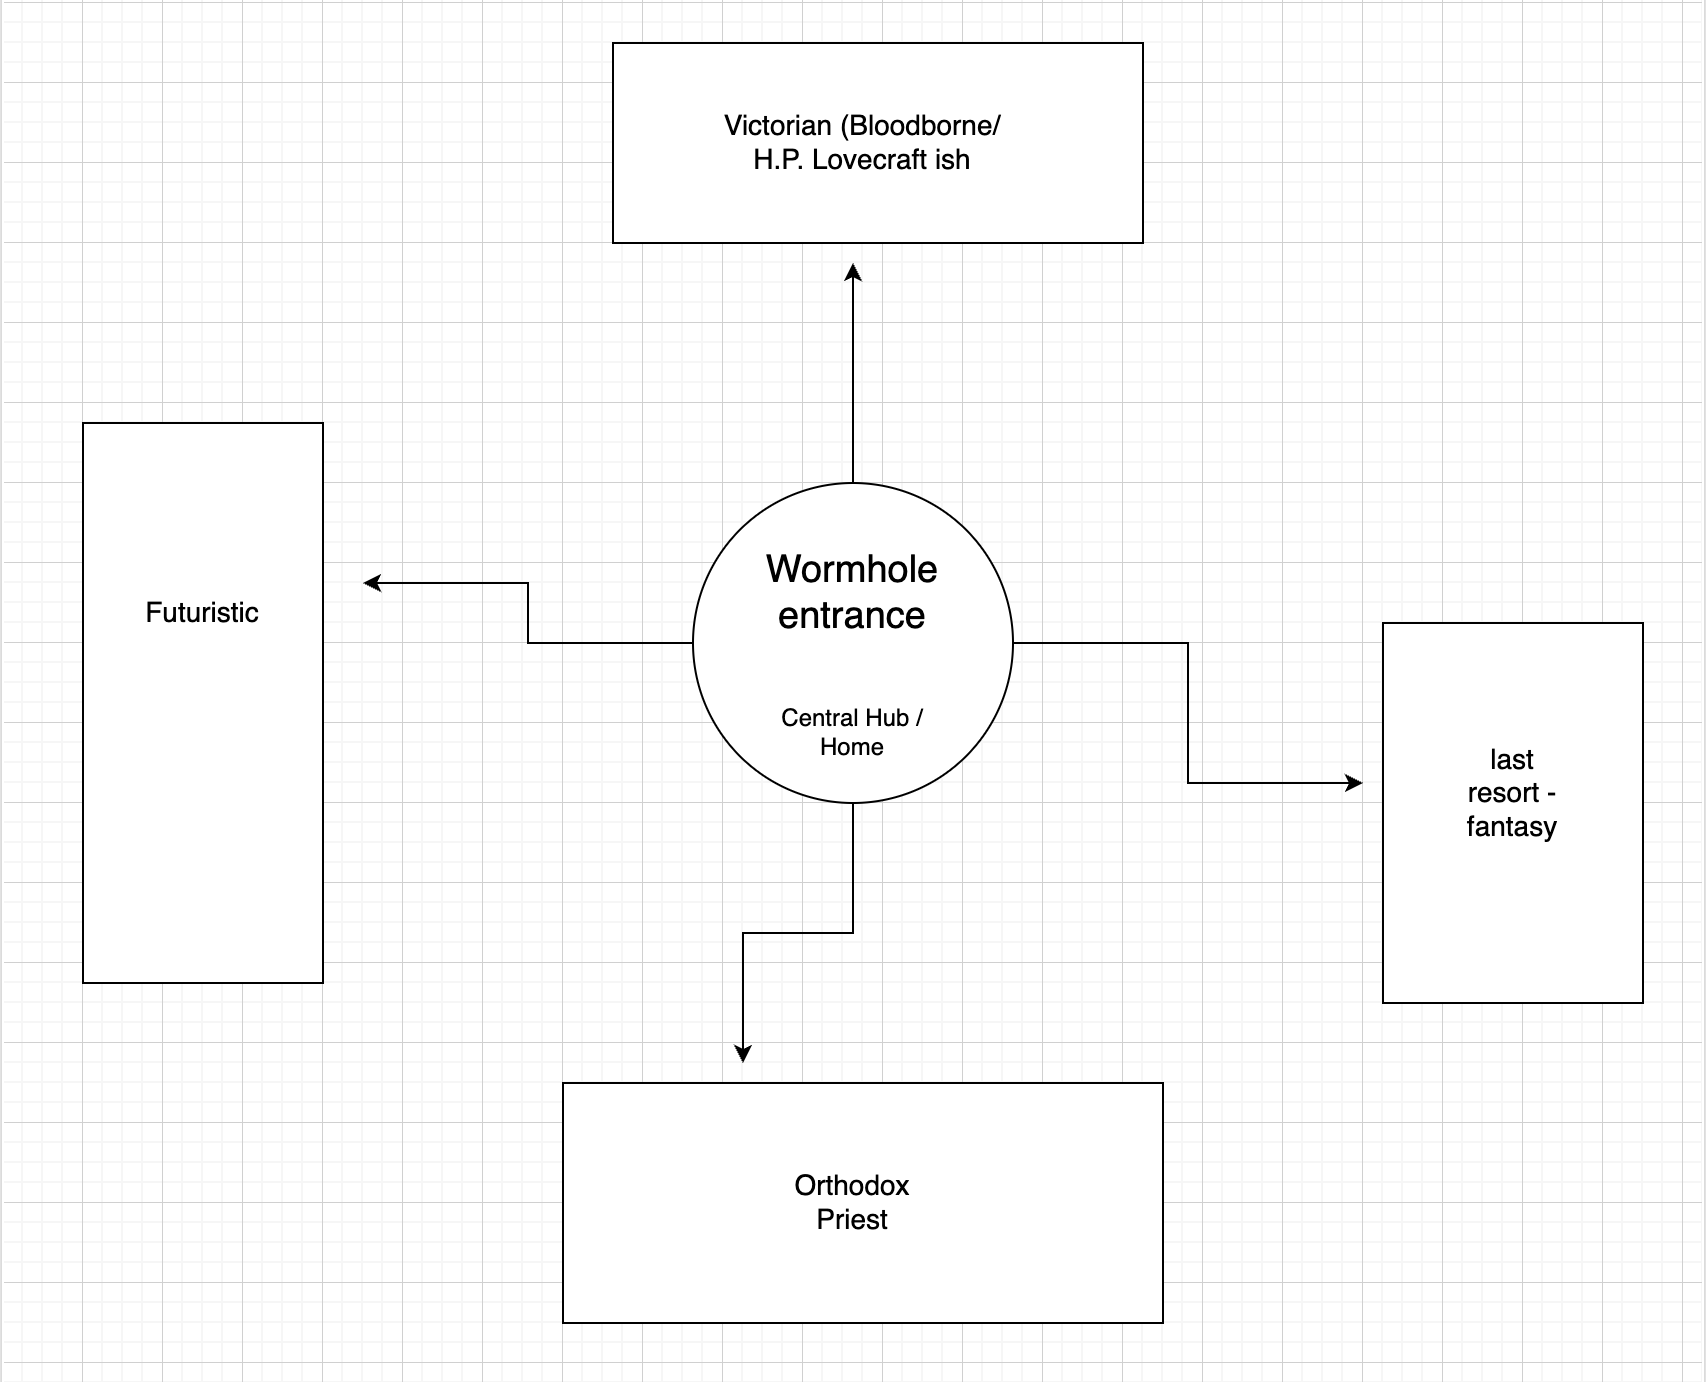 Victorian (Bloodborne/
H.P. Lovecraft ish
Futuristic
Wormhole
entrance
Central Hub /
Home
last
resort -
fantasy
Orthodox
Priest